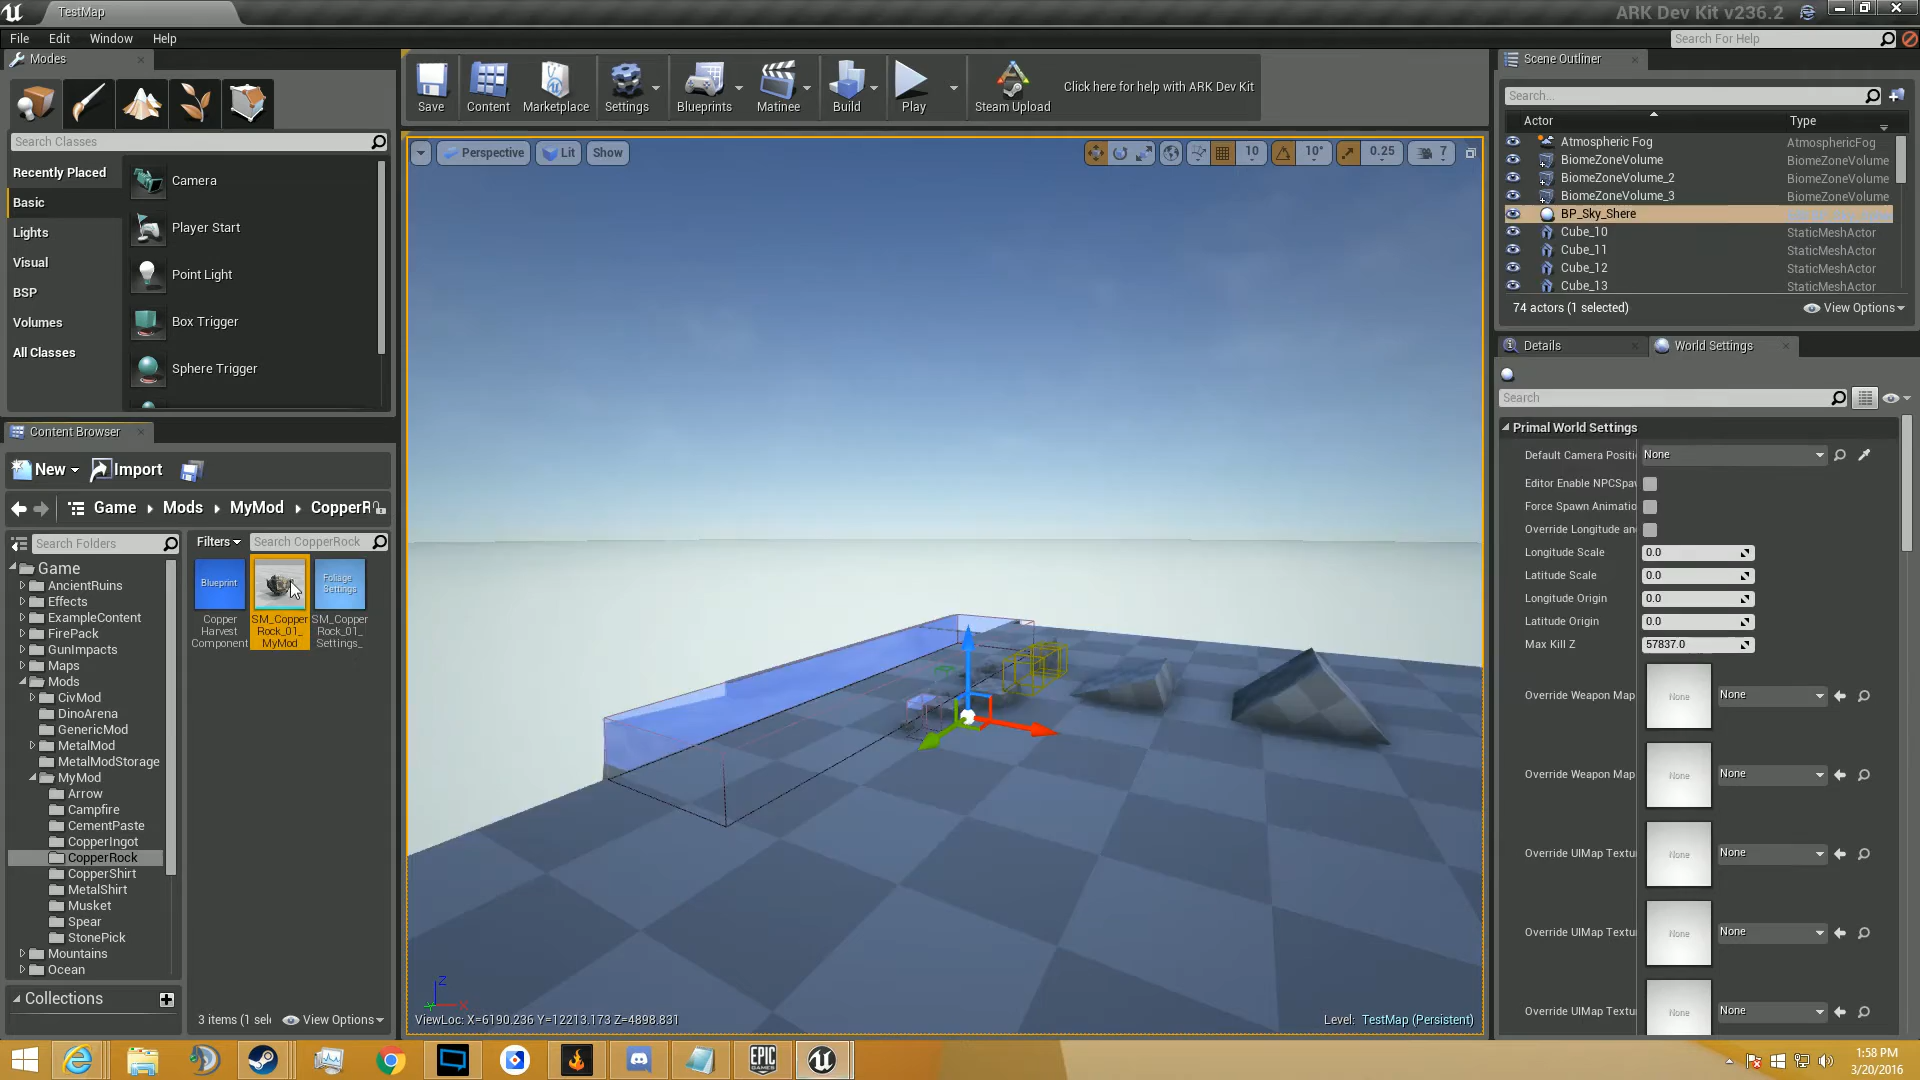 TestMap
ARK Dev Kit v236.2
File Edit Window Help
Search For Help
Modes
Search Classes
Recently Placed
Basic
Lights
Visual
BSP
Volumes
All Classes
Camera
Player Start
Point Light
Box Trigger
Sphere Trigger
Save
Content
Marketplace
Settings
Blueprints
Matinee
Build
Play
Steam Upload
Click here for help with ARK Dev Kit
Perspective Lit Show
10 10° 0.25 7
Scene Outliner
Search...
Actor Type
Atmospheric Fog AtmosphericFog
BiomeZoneVolume BiomeZoneVolume
BiomeZoneVolume_2 BiomeZoneVolume
BiomeZoneVolume_3 BiomeZoneVolume
BP_Sky_Shere
Cube_10 StaticMeshActor
Cube_11 StaticMeshActor
Cube_12 StaticMeshActor
Cube_13 StaticMeshActor
74 actors (1 selected) View Options
Details World Settings
Search
Primal World Settings
Default Camera Positi None
Editor Enable NPCSpa
Force Spawn Animatio
Override Longitude an
Longitude Scale 0.0
Latitude Scale 0.0
Longitude Origin 0.0
Latitude Origin 0.0
Max Kill Z 57837.0
Override Weapon Map None None
Override Weapon Map None None
Override UIMap Textu None None
Override UIMap Textu None None
Override UIMap Textu None None
Content Browser
New Import
Game Mods MyMod CopperR
Search Folders
Filters Search CopperRock
Game
AncientRuins
Effects
ExampleContent
FirePack
GunImpacts
Maps
Mods
CivMod
DinoArena
GenericMod
MetalMod
MetalModStorage
MyMod
Arrow
Campfire
CementPaste
CopperIngot
CopperRock
CopperShirt
MetalShirt
Musket
Spear
StonePick
Mountains
Ocean
Collections
Blueprint
Copper
Harvest
Component
SM_Copper
Rock_01_
MyMod
Foliage
Settings
SM_Copper
Rock_01_
Settings_
3 items (1 sele View Options
Z
X
ViewLoc: X=6190.236 Y=12213.173 Z=4898.831
Level: TestMap (Persistent)
EPIC
GAMES
1:58 PM
3/20/2016